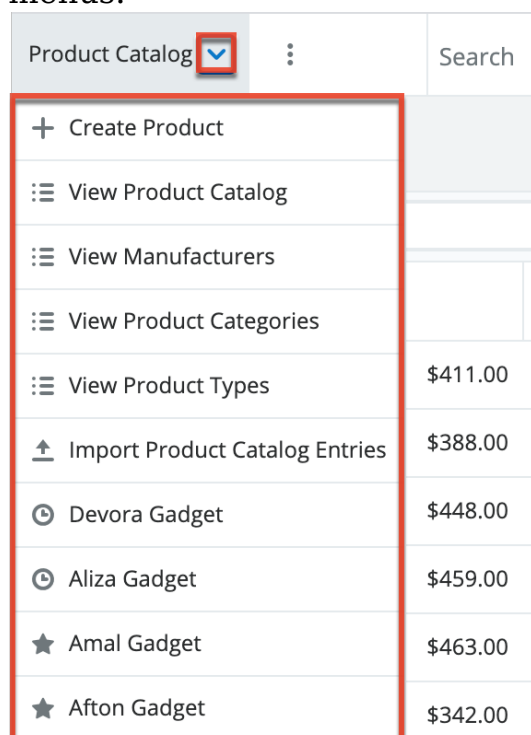 menus.
Product Catalog
Search
Create Product
View Product Catalog
View Manufacturers
View Product Categories
View Product Types
$411.00
Import Product Catalog Entries
$388.00
Devora Gadget
$448.00
Aliza Gadget
$459.00
Amal Gadget
$463.00
Afton Gadget
$342.00